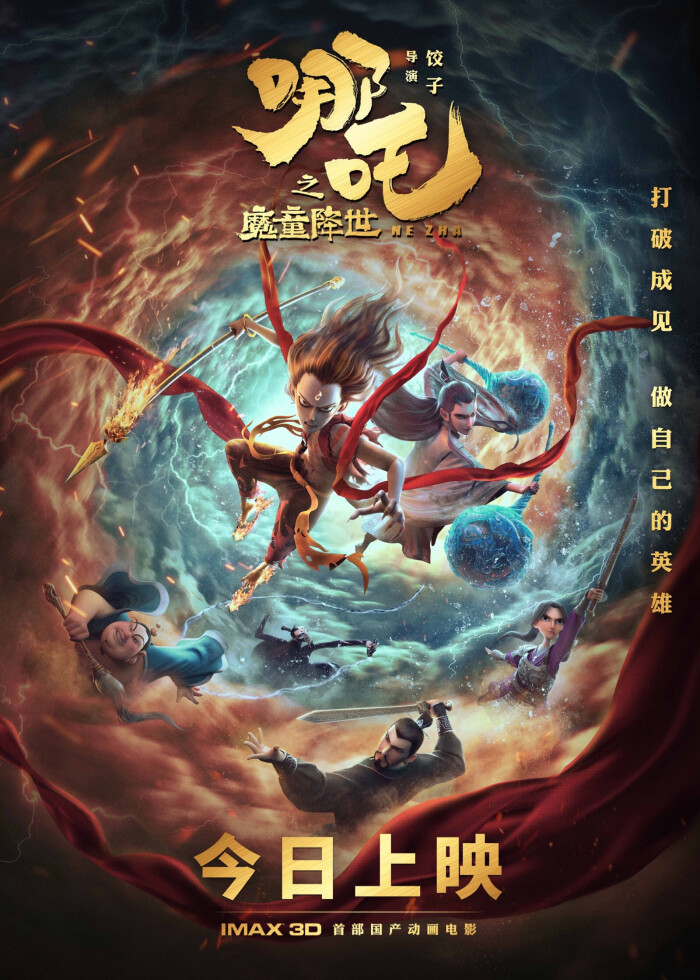 导演 饺子
哪吒
之
魔童降世
NE ZHA
打破成见 做自己的英雄
今日上映
IMAX 3D 首部国产动画电影